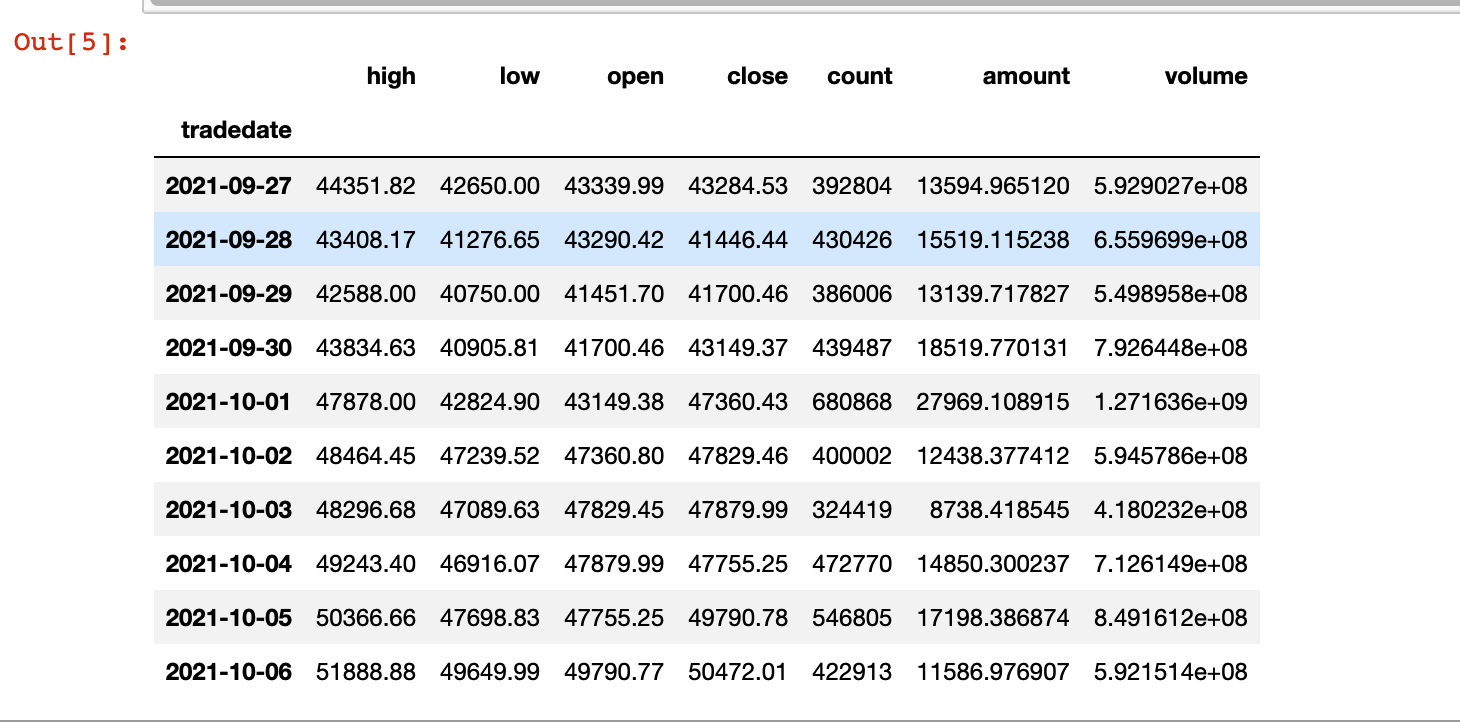 Out[5]:
high low open close count amount volume
tradedate
2021-09-27 44351.82 42650.00 43339.99 43284.53 392804 13594.965120 5.929027e+08
2021-09-28 43408.17 41276.65 43290.42 41446.44 430426 15519.115238 6.559699e+08
2021-09-29 42588.00 40750.00 41451.70 41700.46 386006 13139.717827 5.498958e+08
2021-09-30 43834.63 40905.81 41700.46 43149.37 439487 18519.770131 7.926448e+08
2021-10-01 47878.00 42824.90 43149.38 47360.43 680868 27969.108915 1.271636e+09
2021-10-02 48464.45 47239.52 47360.80 47829.46 400002 12438.377412 5.945786e+08
2021-10-03 48296.68 47089.63 47829.45 47879.99 324419 8738.418545 4.180232e+08
2021-10-04 49243.40 46916.07 47879.99 47755.25 472770 14850.300237 7.126149e+08
2021-10-05 50366.66 47698.83 47755.25 49790.78 546805 17198.386874 8.491612e+08
2021-10-06 51888.88 49649.99 49790.77 50472.01 422913 11586.976907 5.921514e+08